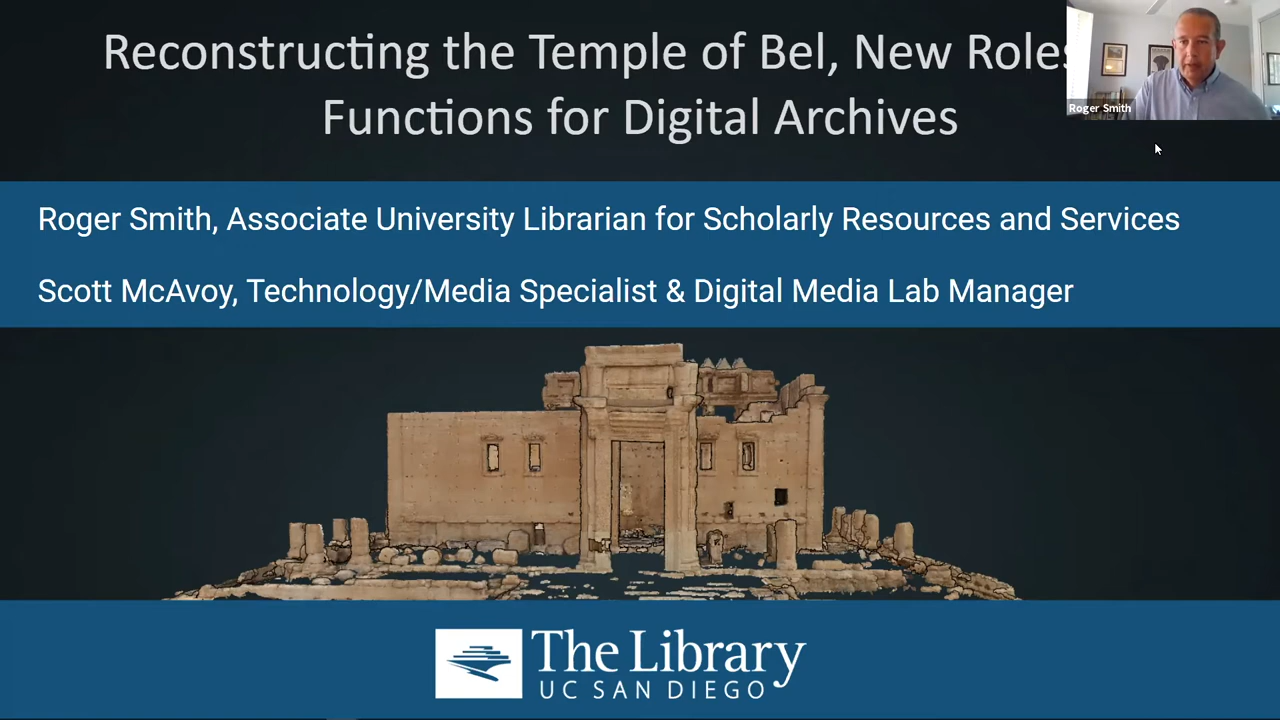 Reconstructing the Temple of Bel, New Roles
Functions for Digital Archives
Roger Smith
Roger Smith, Associate University Librarian for Scholarly Resources and Services
Scott McAvoy, Technology/Media Specialist & Digital Media Lab Manager
The Library
UC SAN DIEGO